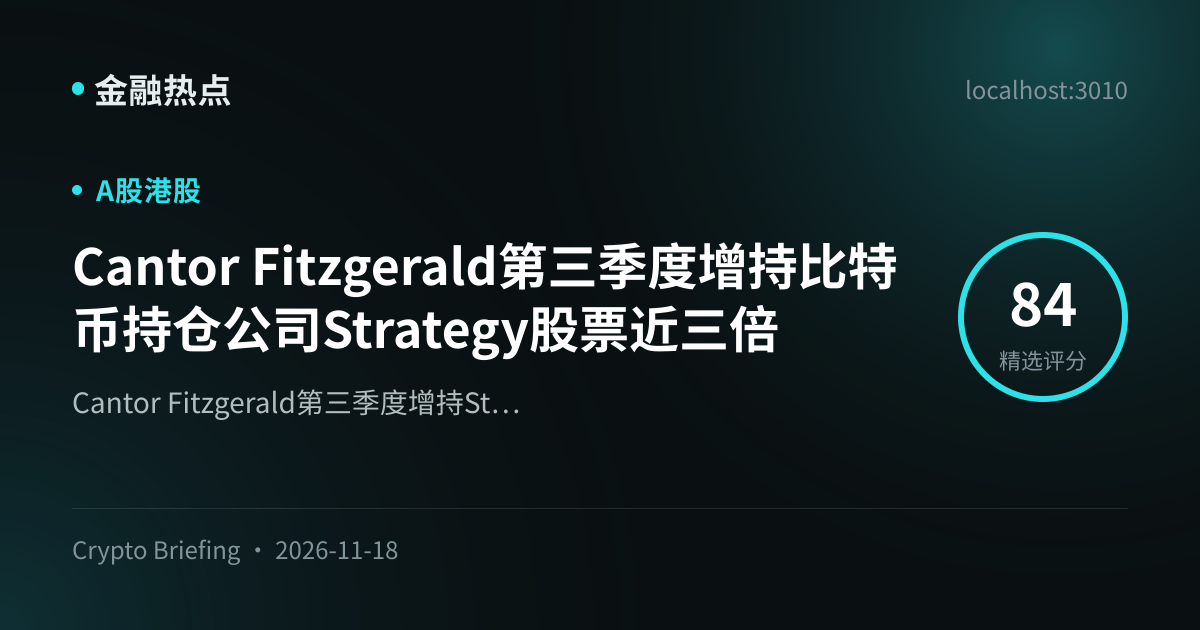 金融热点
localhost:3010
A股港股
Cantor Fitzgerald第三季度增持比特
币持仓公司Strategy股票近三倍
84
精选评分
Cantor Fitzgerald第三季度增持St…
Crypto Briefing · 2026-11-18